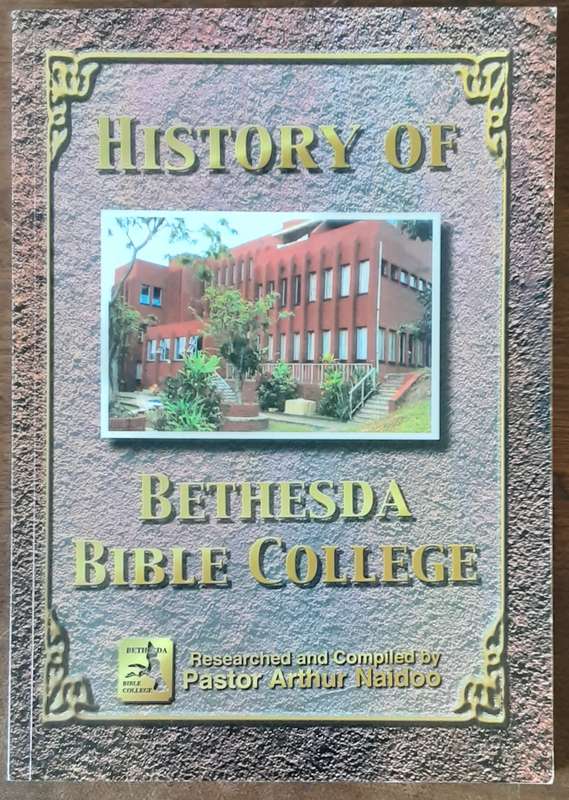 HISTORY OF
BETHESDA
BIBLE COLLEGE
BETHESDA
BIBLE
COLLEGE
Researched and Compiled by
Pastor Arthur Naidoo